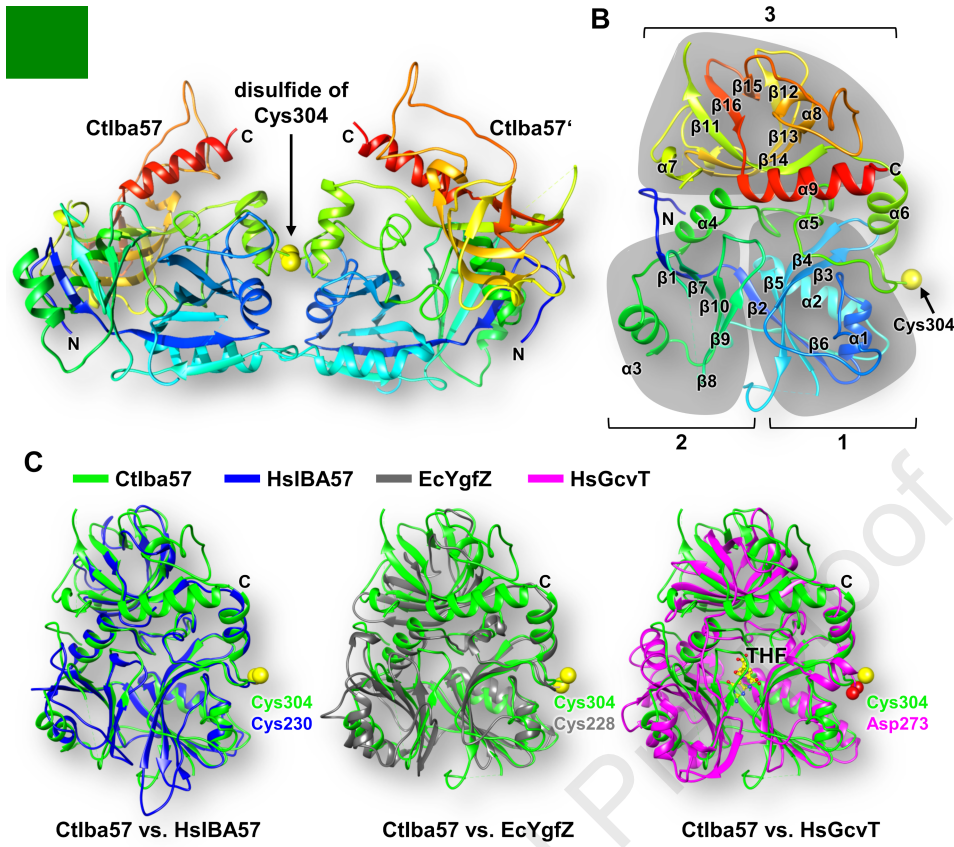 disulfide of
Cys304
CtIba57
C
C
CtIba57‘
N
N
B
3
β15
β12
β16
α8
β11
β13
β14
α7
C
α9
α6
N
α4
α5
β4
β1
β7
β5
β3
β10
β2
α2
Cys304
β9
β6
α1
α3
β8
2
1
C
CtIba57
HsIBA57
EcYgfZ
HsGcvT
C
C
C
THF
Cys304
Cys230
Cys304
Cys228
Cys304
Asp273
CtIba57 vs. HsIBA57
CtIba57 vs. EcYgfZ
CtIba57 vs. HsGcvT